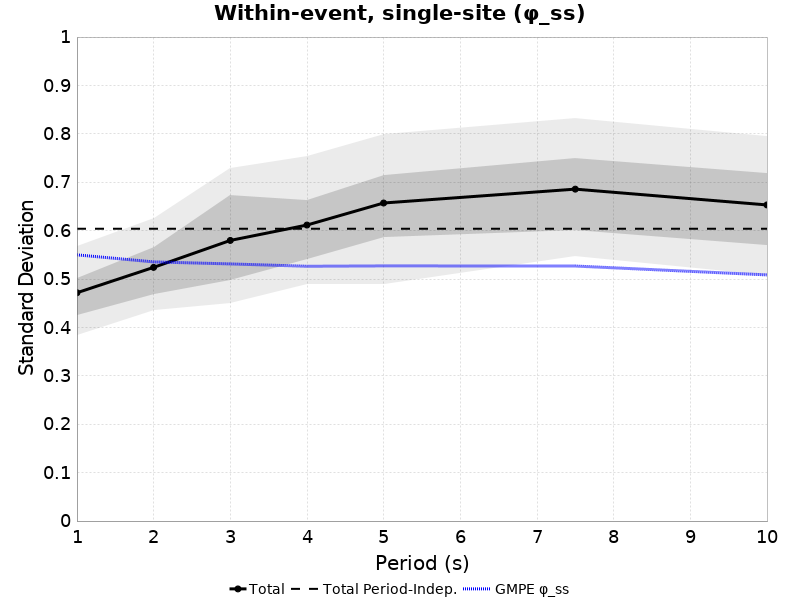 Within-event, single-site (φ_ss)
1
0.9
0.8
0.7
0.6
0.5
0.4
0.3
0.2
0.1
0
Standard Deviation
1 2 3 4 5 6 7 8 9 10
Period (s)
Total Total Period-Indep. GMPE φ_ss